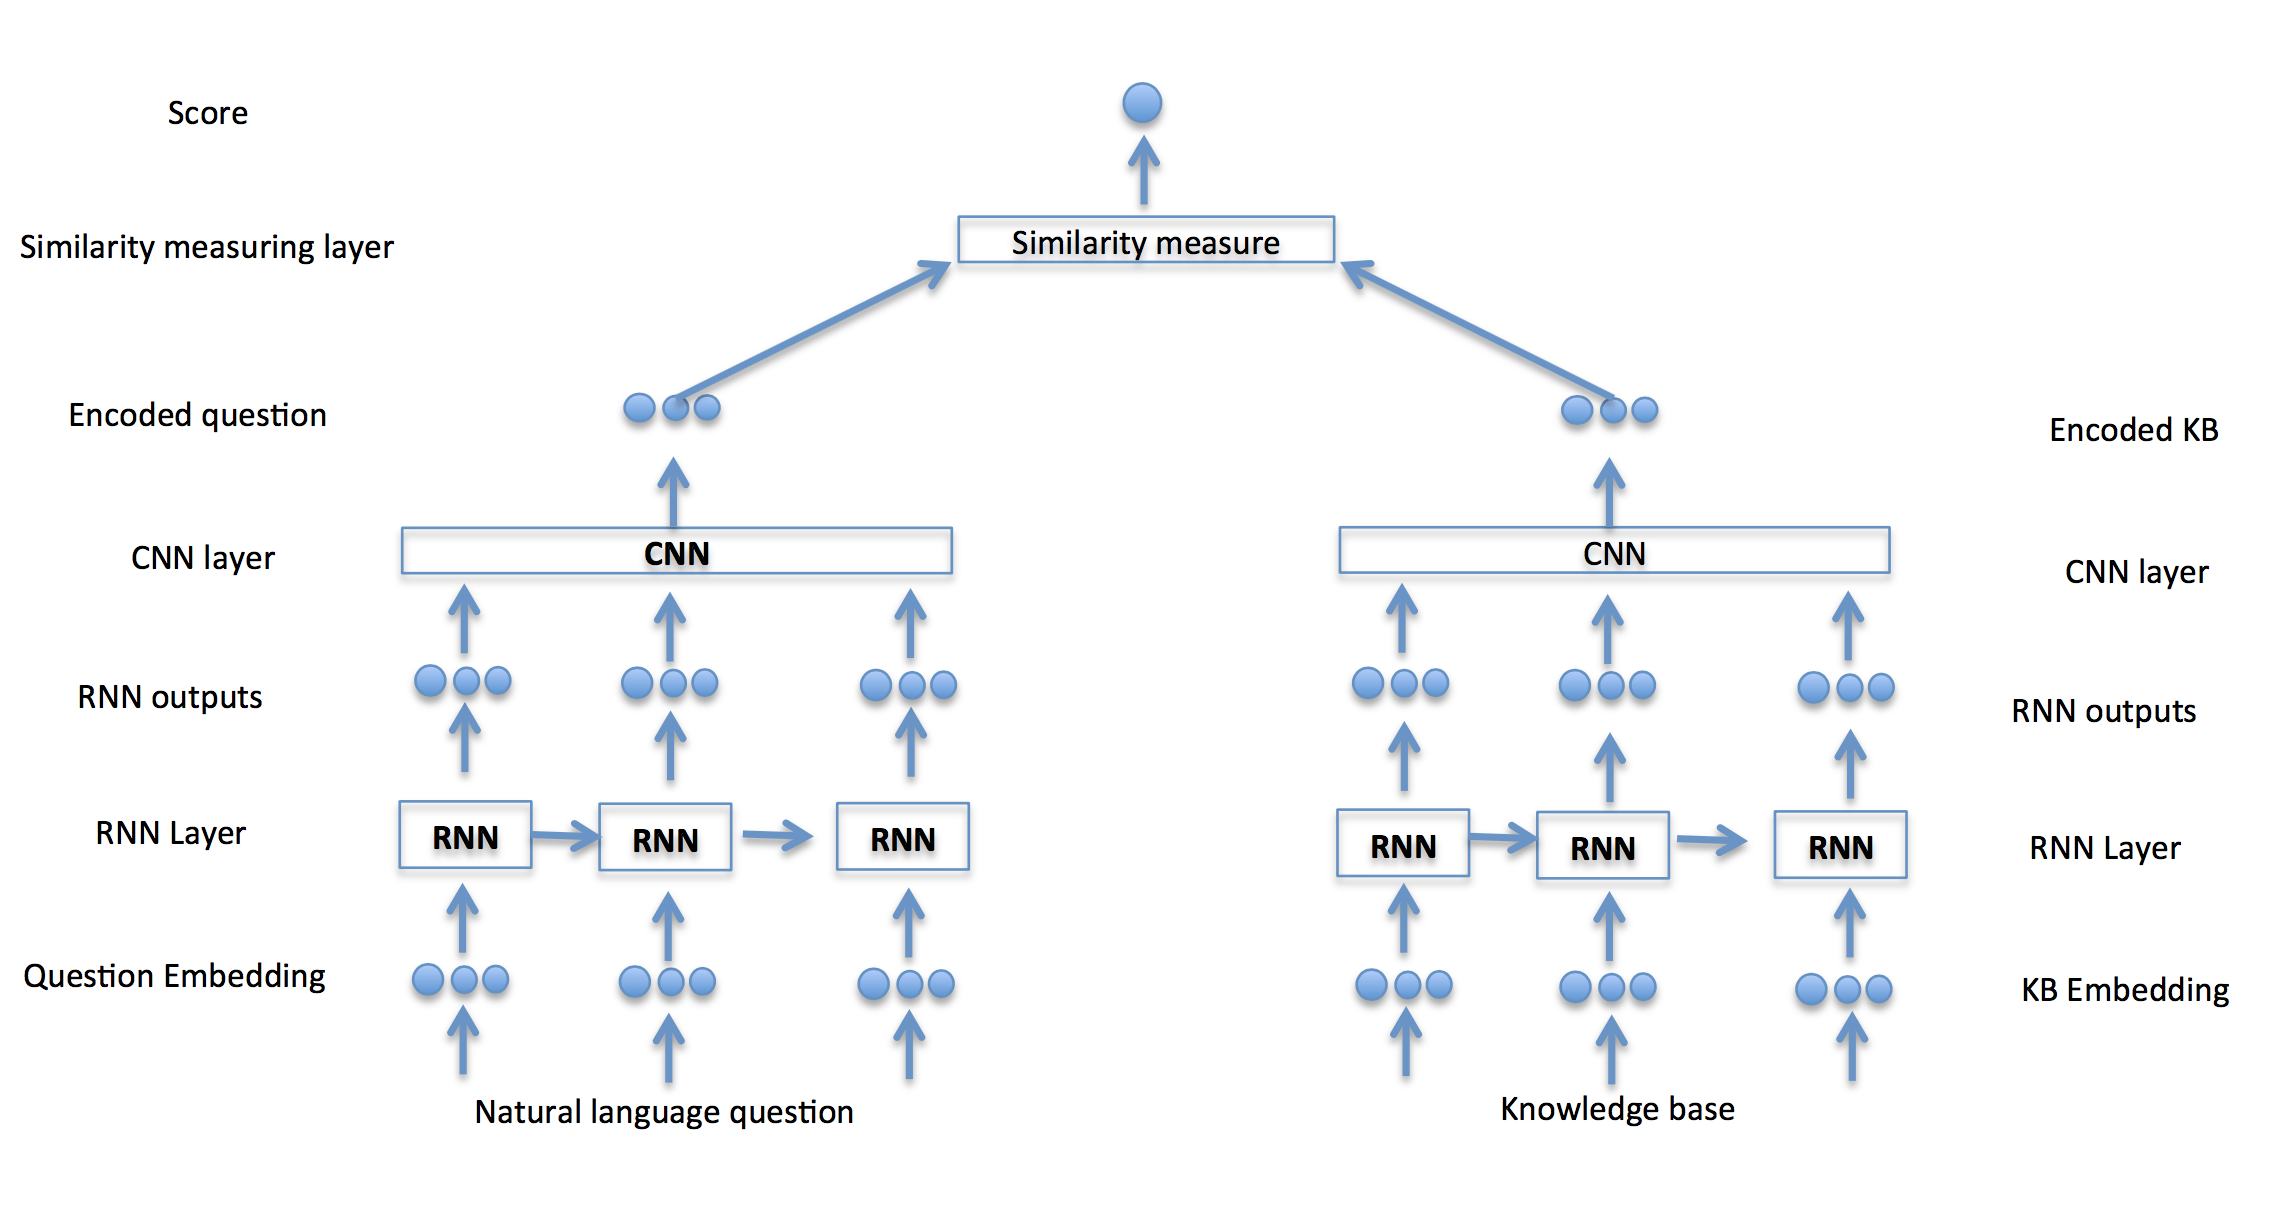 Score
Similarity measuring layer
Similarity measure
Encoded question
Encoded KB
CNN layer
CNN
CNN
CNN layer
RNN outputs
RNN outputs
RNN Layer
RNN
RNN
RNN
RNN
RNN
RNN
RNN Layer
Question Embedding
KB Embedding
Natural language question
Knowledge base